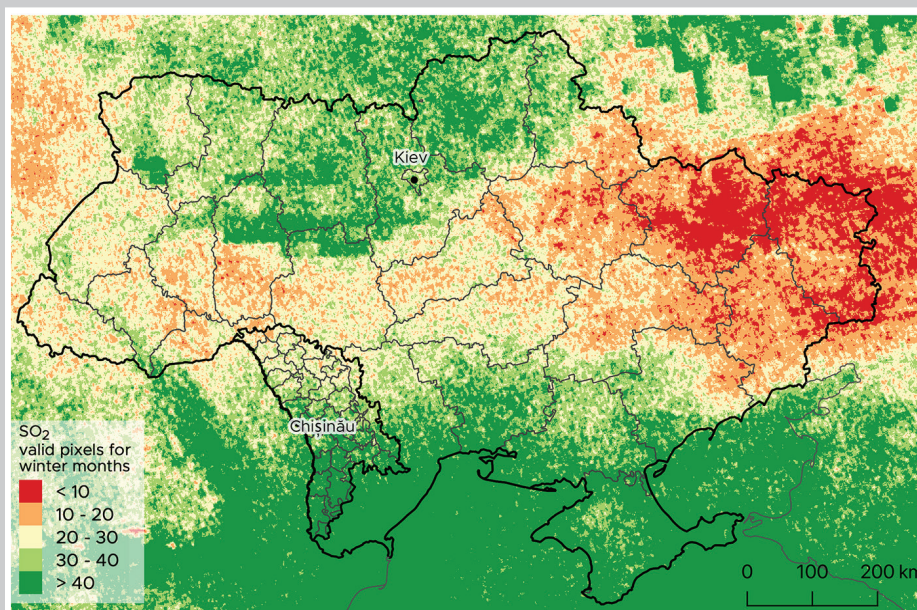 Kiev
Chişinău
SO₂
valid pixels for
winter months
< 10
10 - 20
20 - 30
30 - 40
> 40
0 100 200 km